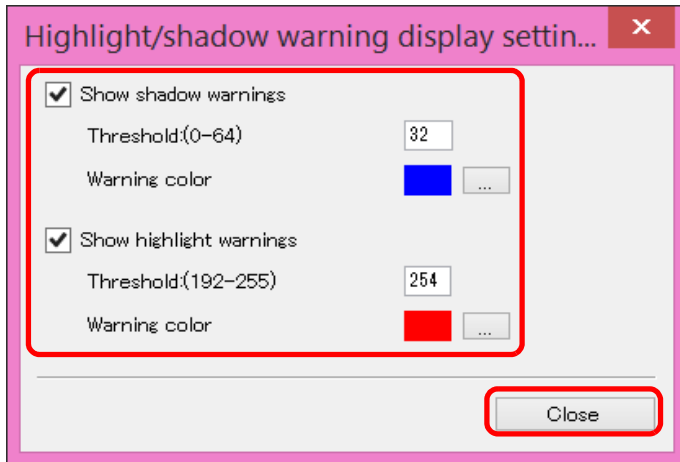 Highlight/shadow warning display settin...
Show shadow warnings
Threshold:(0-64) 32
Warning color ...
Show highlight warnings
Threshold:(192-255) 254
Warning color ...
Close